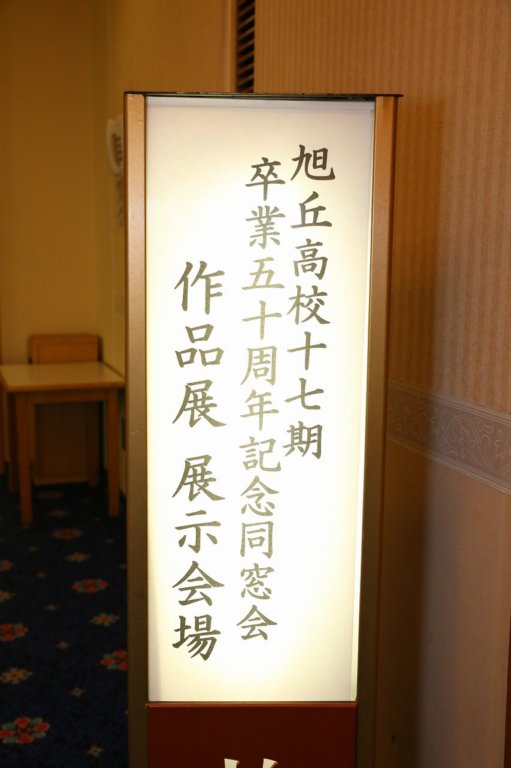 旭丘高校十七期
卒業五十周年記念同窓会
作品展 展示会場